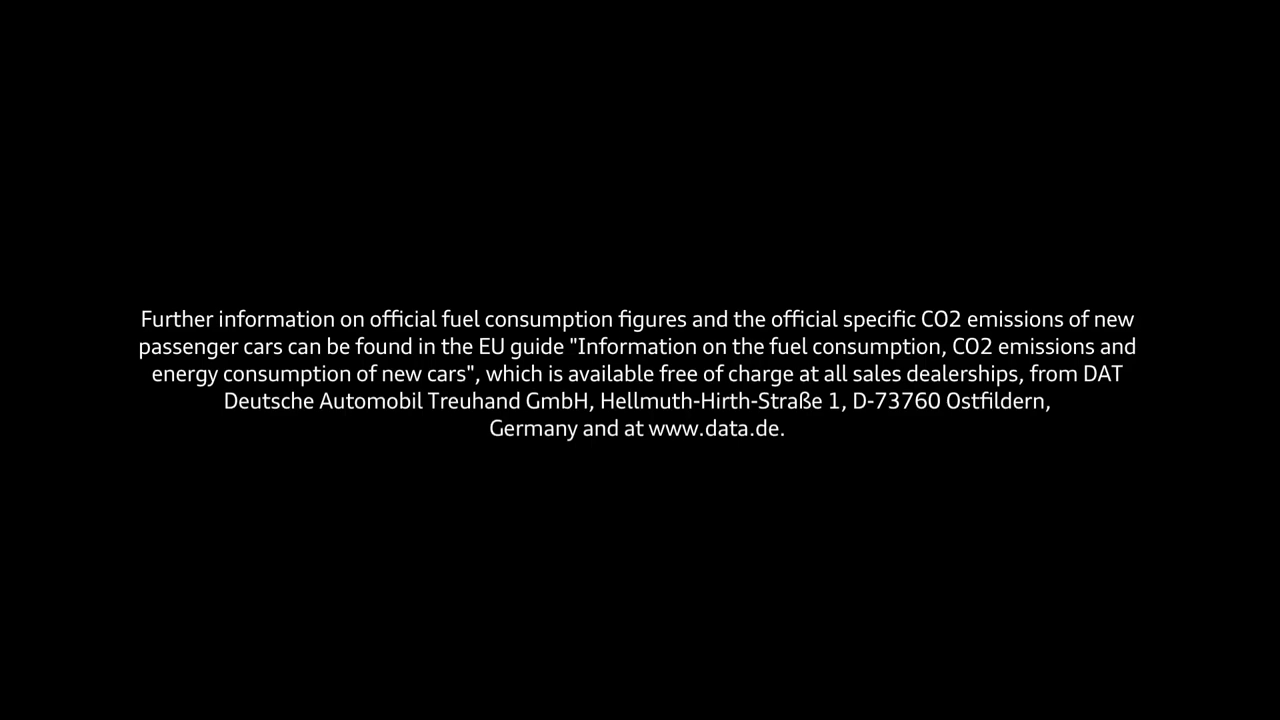 Further information on official fuel consumption figures and the official specific CO2 emissions of new
passenger cars can be found in the EU guide "Information on the fuel consumption, CO2 emissions and
energy consumption of new cars", which is available free of charge at all sales dealerships, from DAT
Deutsche Automobil Treuhand GmbH, Hellmuth-Hirth-Straße 1, D-73760 Ostfildern,
Germany and at www.data.de.